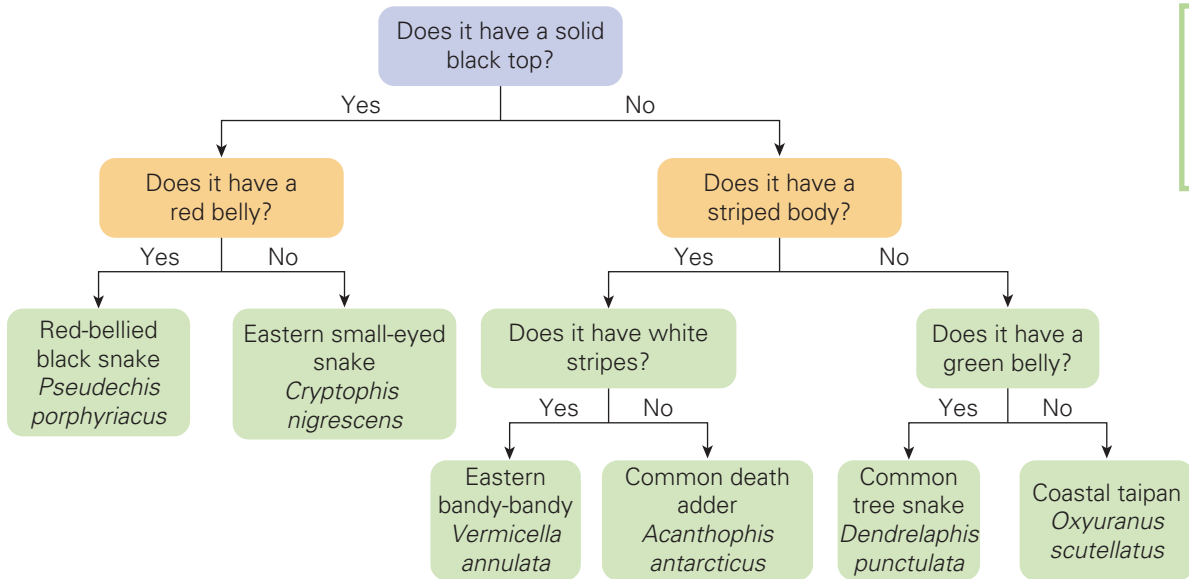 Does it have a solid
black top?
Yes
No
Does it have a
red belly?
Does it have a
striped body?
Yes
No
Yes
No
Red-bellied
black snake
Pseudechis
porphyriacus
Eastern small-eyed
snake
Cryptophis
nigrescens
Does it have white
stripes?
Does it have a
green belly?
Yes
No
Yes
No
Eastern
bandy-bandy
Vermicella
annulata
Common death
adder
Acanthophis
antarcticus
Common
tree snake
Dendrelaphis
punctulata
Coastal taipan
Oxyuranus
scutellatus